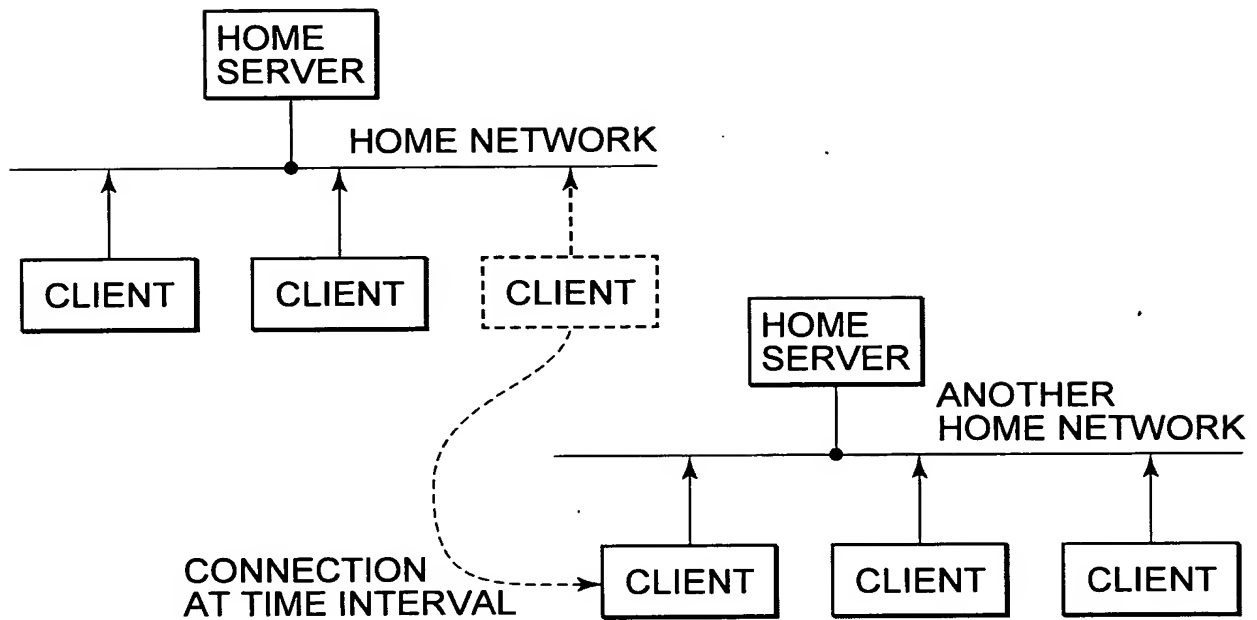 HOME
SERVER
HOME NETWORK
CLIENT
CLIENT
CLIENT
HOME
SERVER
ANOTHER
HOME NETWORK
CONNECTION
AT TIME INTERVAL
CLIENT
CLIENT
CLIENT